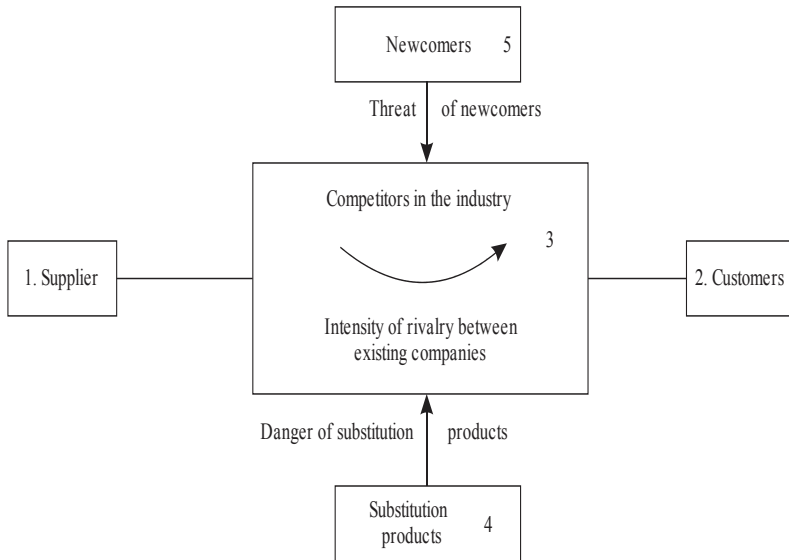 Newcomers 5
Threat of newcomers
Competitors in the industry
3
1. Supplier
2. Customers
Intensity of rivalry between
existing companies
Danger of substitution products
Substitution
products
4